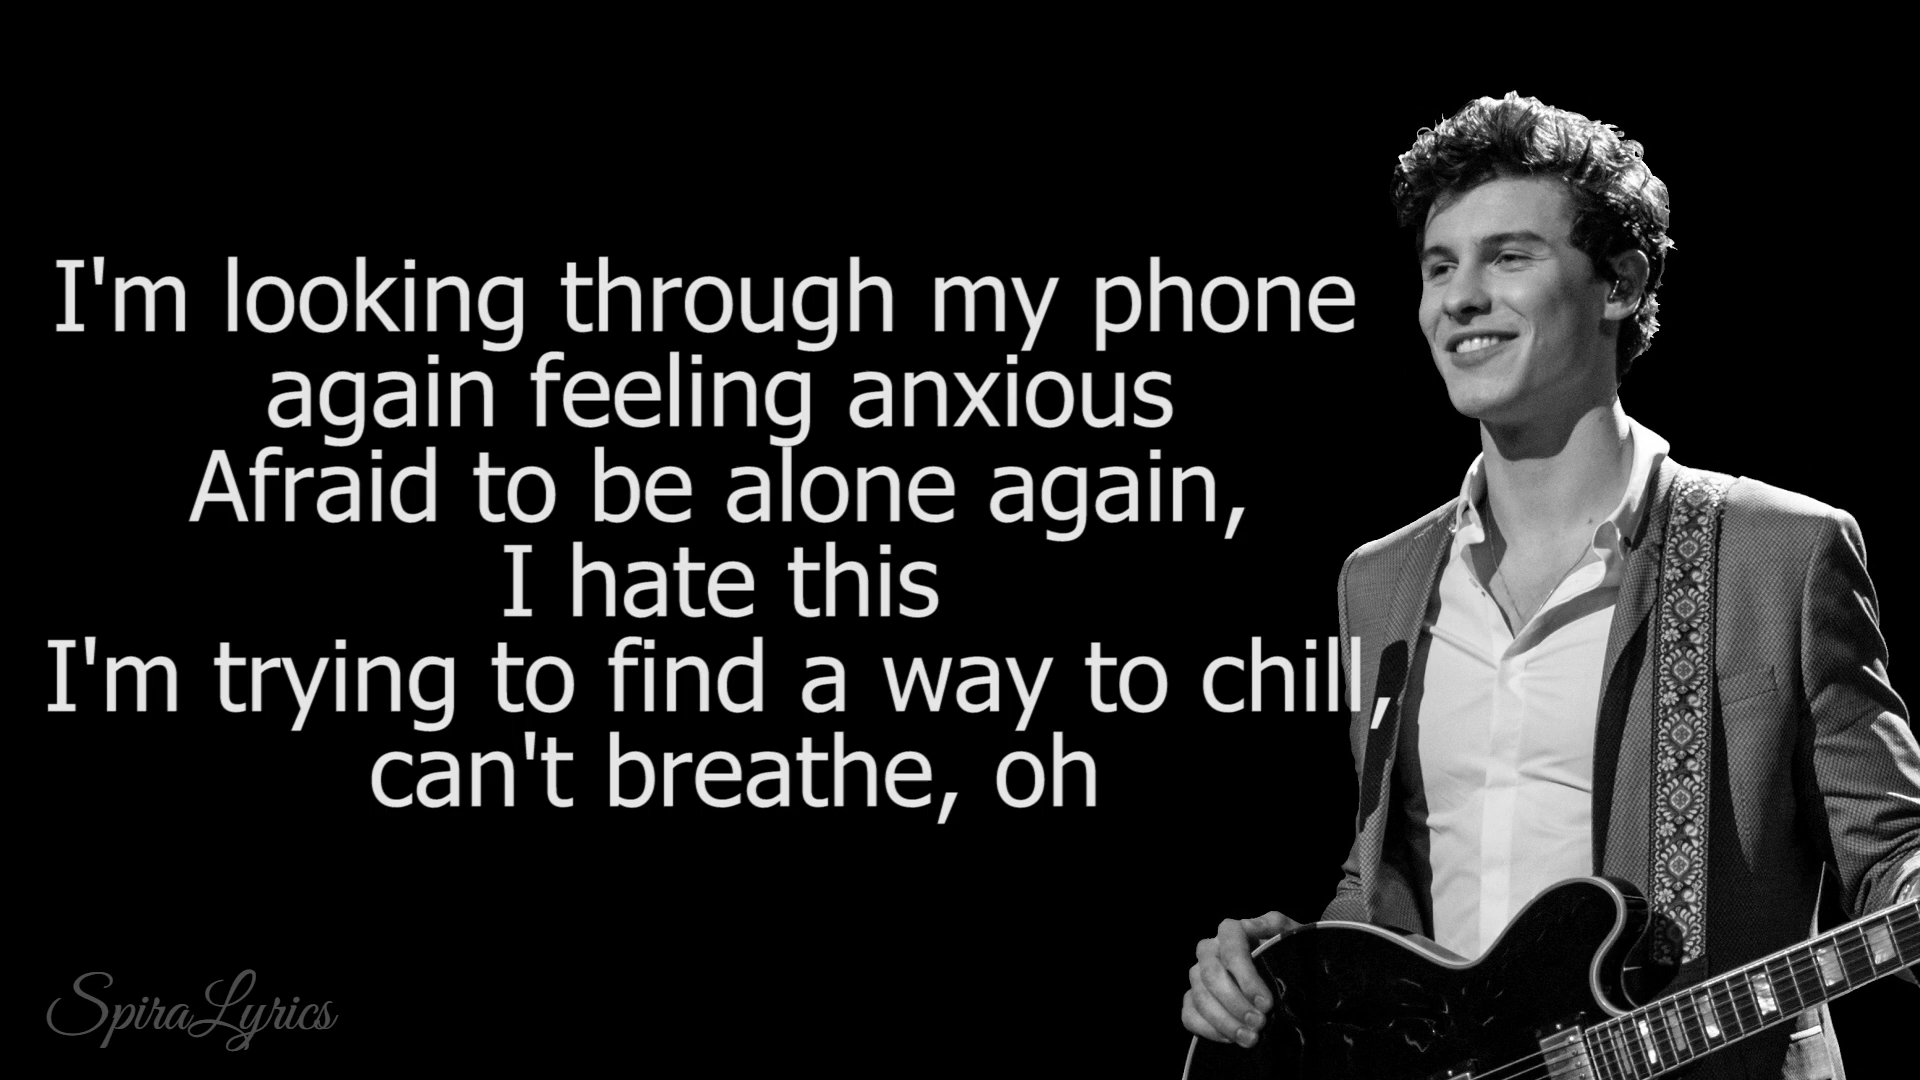 I'm looking through my phone
again feeling anxious
Afraid to be alone again,
I hate this
I'm trying to find a way to chill,
can't breathe, oh
SpiraLyrics